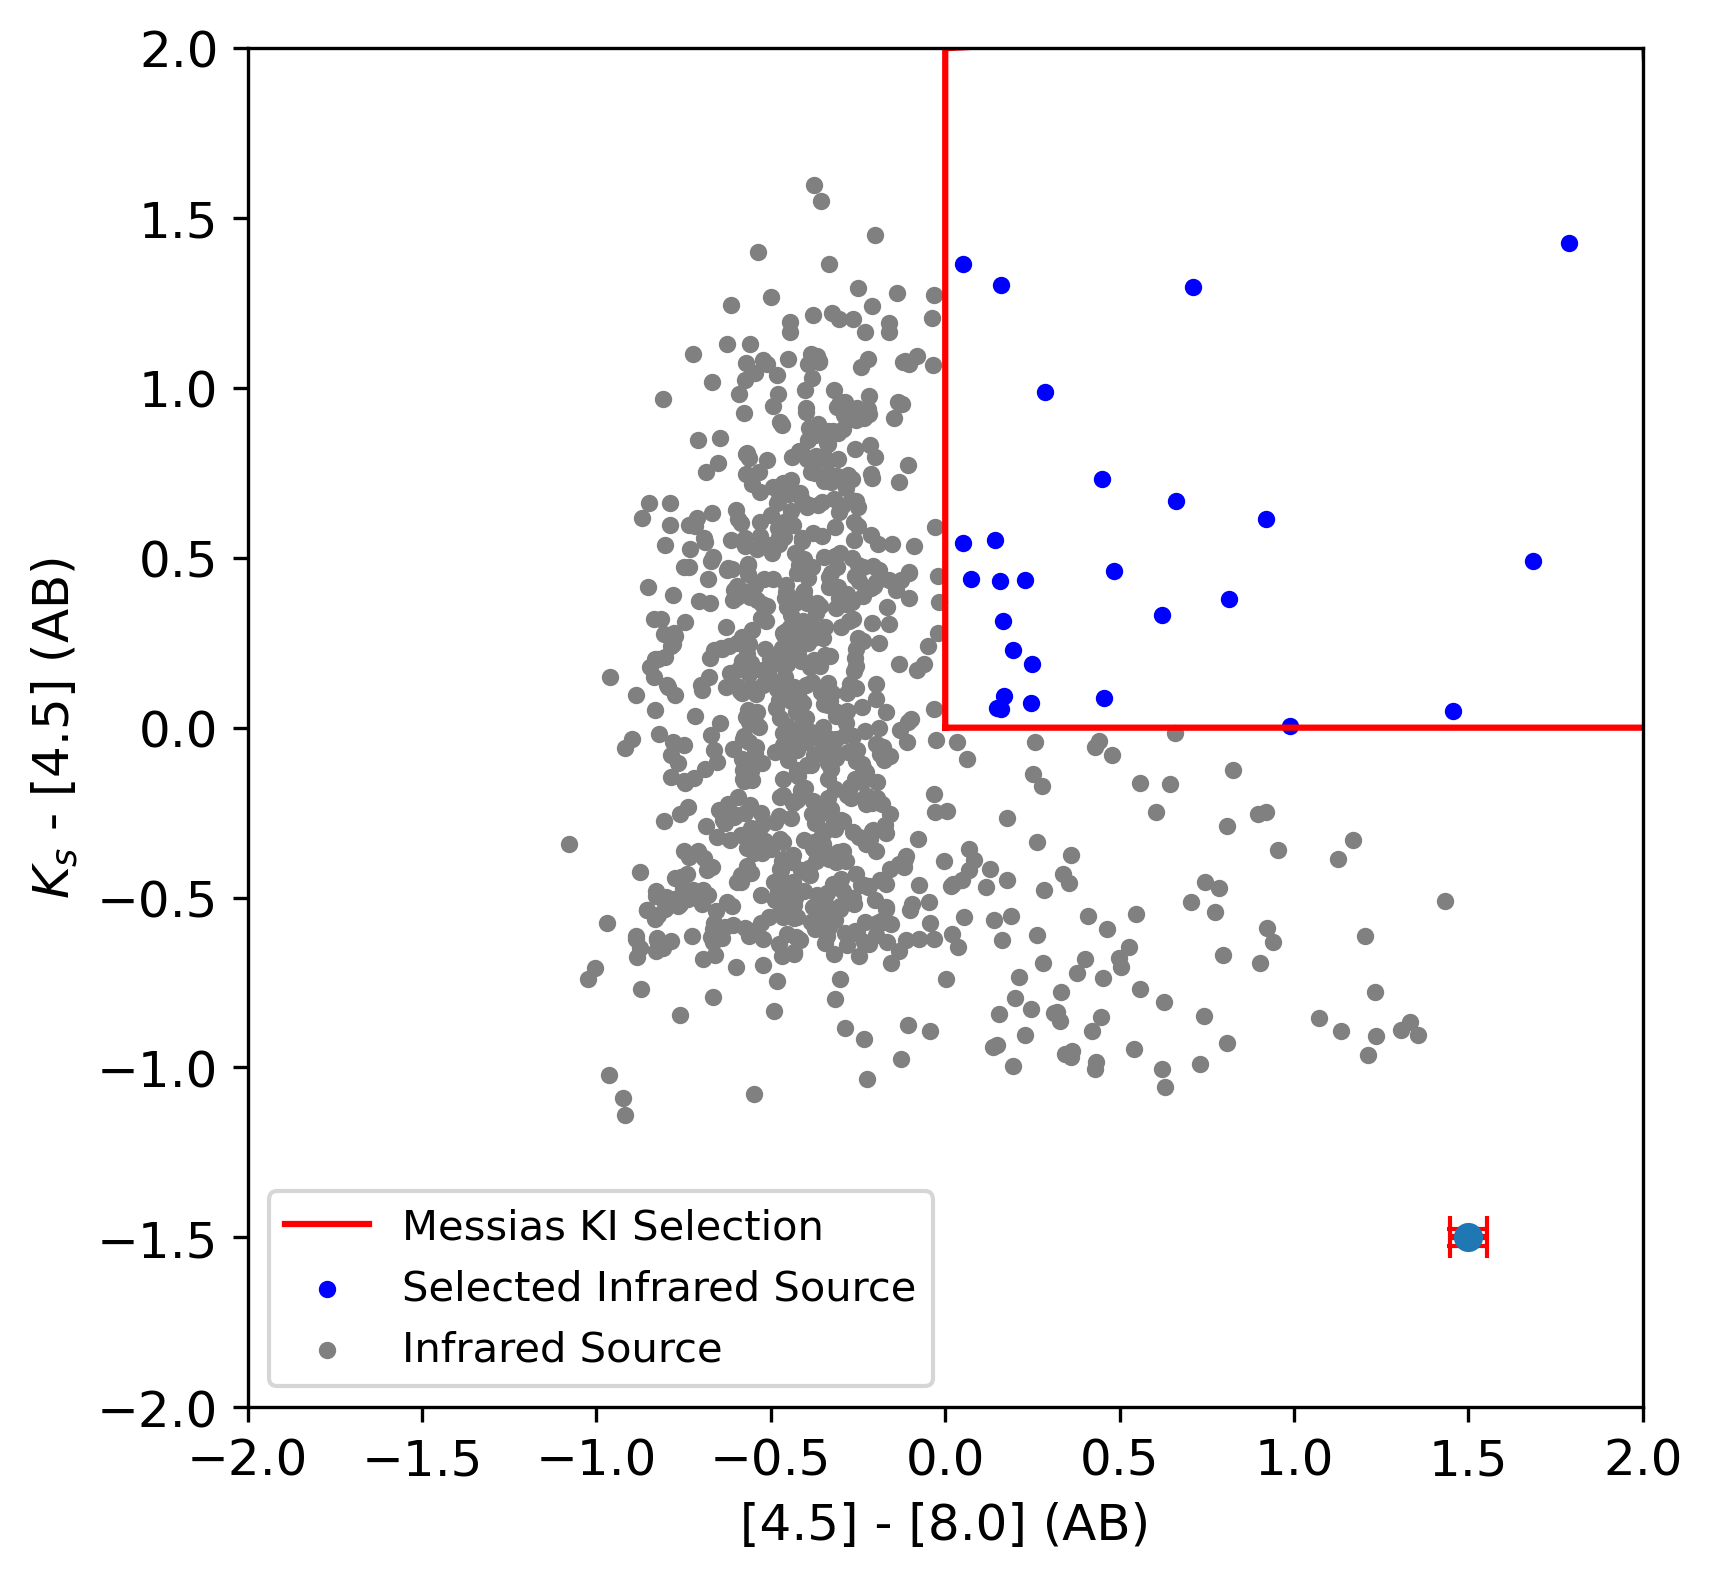 2.0
1.5
1.0
0.5
0.0
−0.5
−1.0
−1.5
−2.0
Ks - [4.5] (AB)
Messias KI Selection
Selected Infrared Source
Infrared Source
−2.0 −1.5 −1.0 −0.5 0.0 0.5 1.0 1.5 2.0
[4.5] - [8.0] (AB)